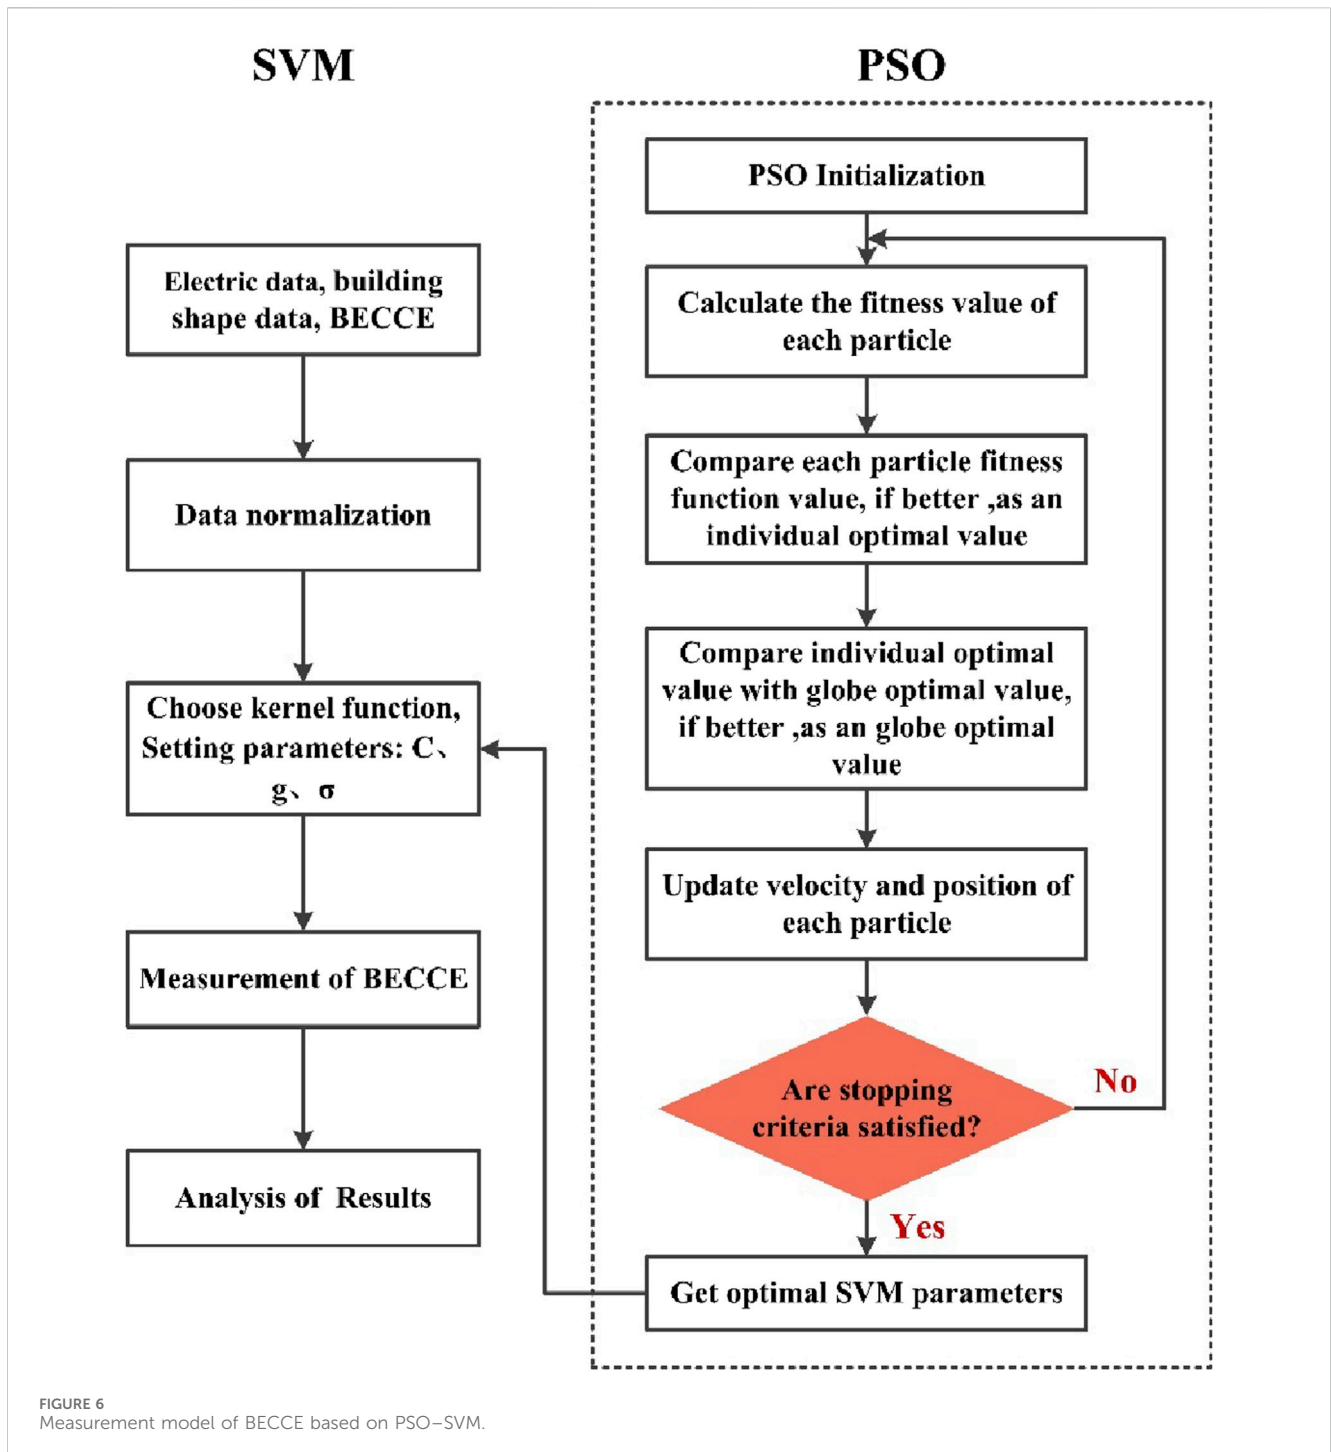 SVM
Electric data, building
shape data, BECCE
Data normalization
Choose kernel function,
Setting parameters: C、
g、 σ
Measurement of BECCE
Analysis of Results
PSO
PSO Initialization
Calculate the fitness value of
each particle
Compare each particle fitness
function value, if better ,as an
individual optimal value
Compare individual optimal
value with globe optimal value,
if better ,as an globe optimal
value
Update velocity and position of
each particle
Are stopping
criteria satisfied?
No
Yes
Get optimal SVM parameters
FIGURE 6
Measurement model of BECCE based on PSO–SVM.